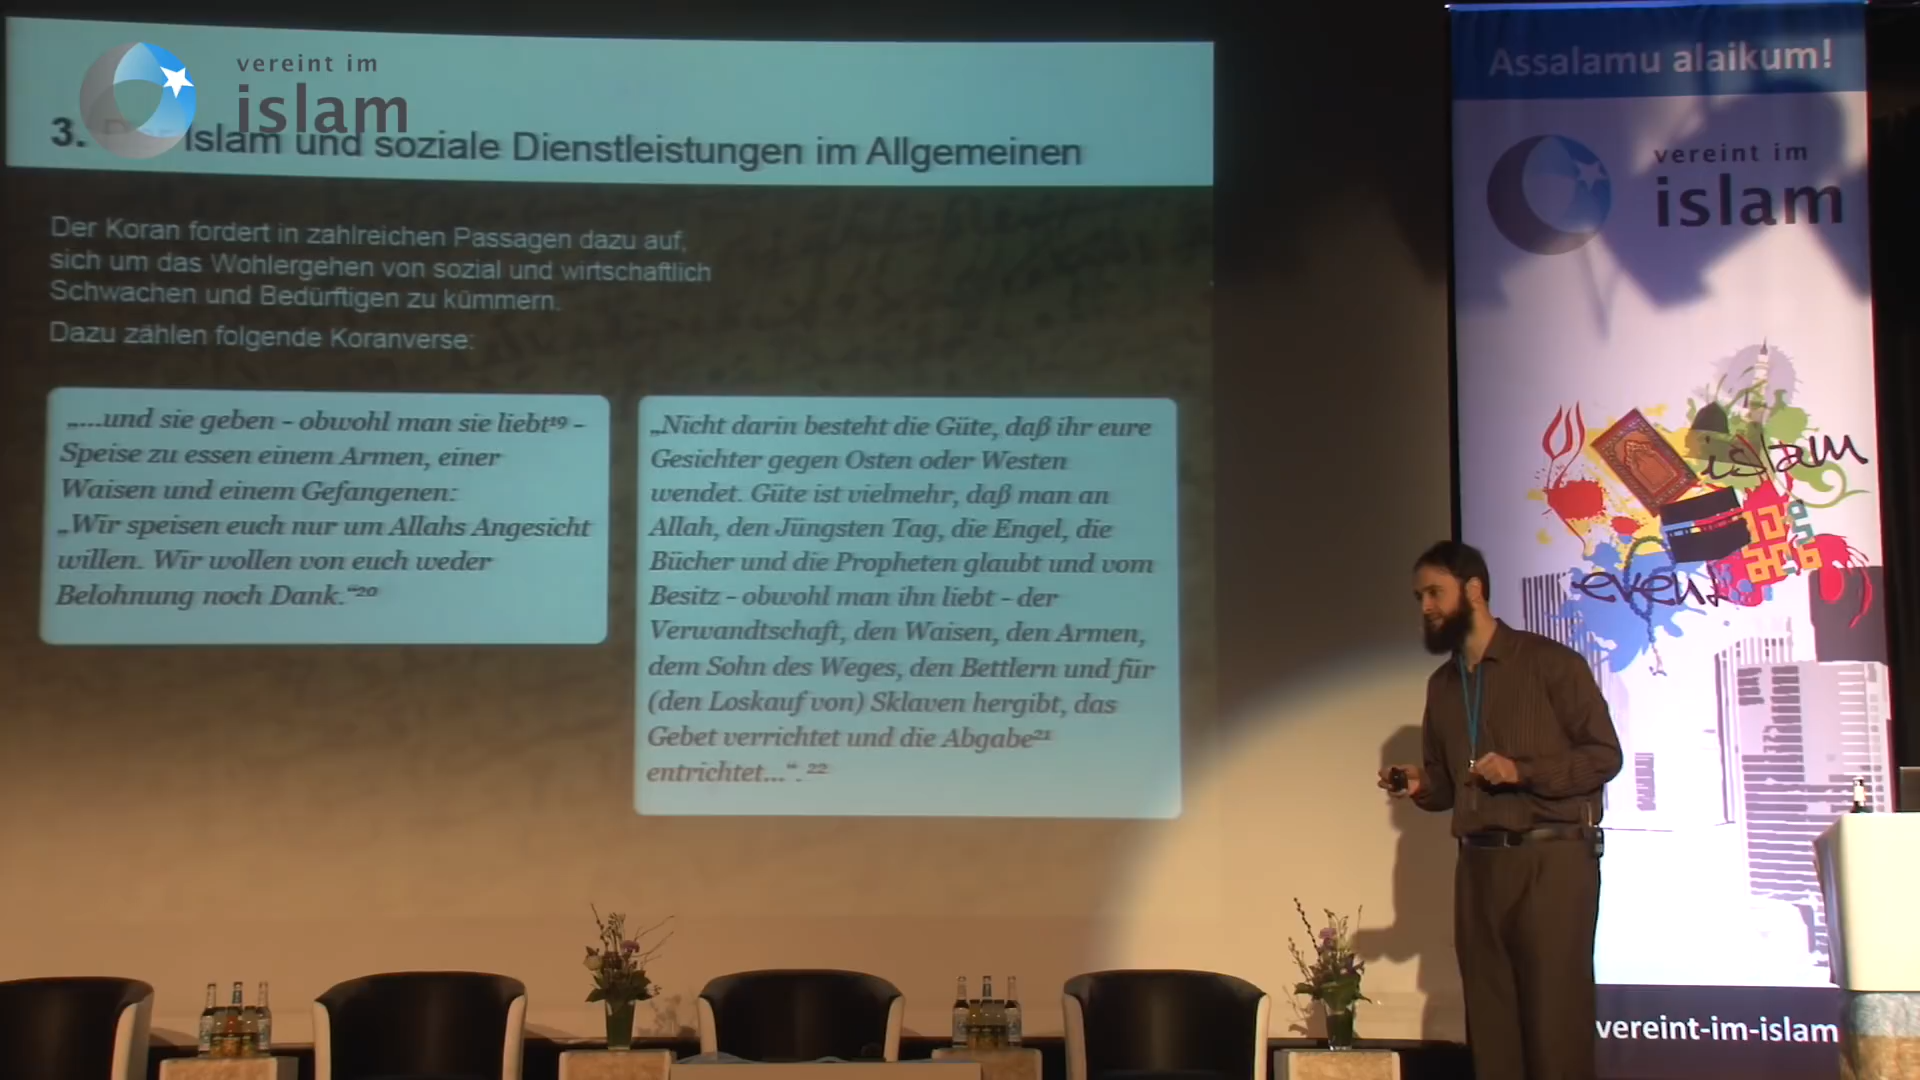 vereint im
islam
3. Der Islam und soziale Dienstleistungen im Allgemeinen
Der Koran fordert in zahlreichen Passagen dazu auf,
sich um das Wohlergehen von sozial und wirtschaftlich
Schwachen und Bedürftigen zu kümmern.
Dazu zählen folgende Koranverse:
„...und sie geben - obwohl man sie liebt¹⁹ -
Speise zu essen einem Armen, einer
Waisen und einem Gefangenen:
„Wir speisen euch nur um Allahs Angesicht
willen. Wir wollen von euch weder
Belohnung noch Dank.“²⁰
„Nicht darin besteht die Güte, daß ihr eure
Gesichter gegen Osten oder Westen
wendet. Güte ist vielmehr, daß man an
Allah, den Jüngsten Tag, die Engel, die
Bücher und die Propheten glaubt und vom
Besitz - obwohl man ihn liebt - der
Verwandtschaft, den Waisen, den Armen,
dem Sohn des Weges, den Bettlern und für
(den Loskauf von) Sklaven hergibt, das
Gebet verrichtet und die Abgabe²¹
entrichtet...“.²²
Assalamu alaikum!
vereint im
islam
islam
event
vereint-im-islam